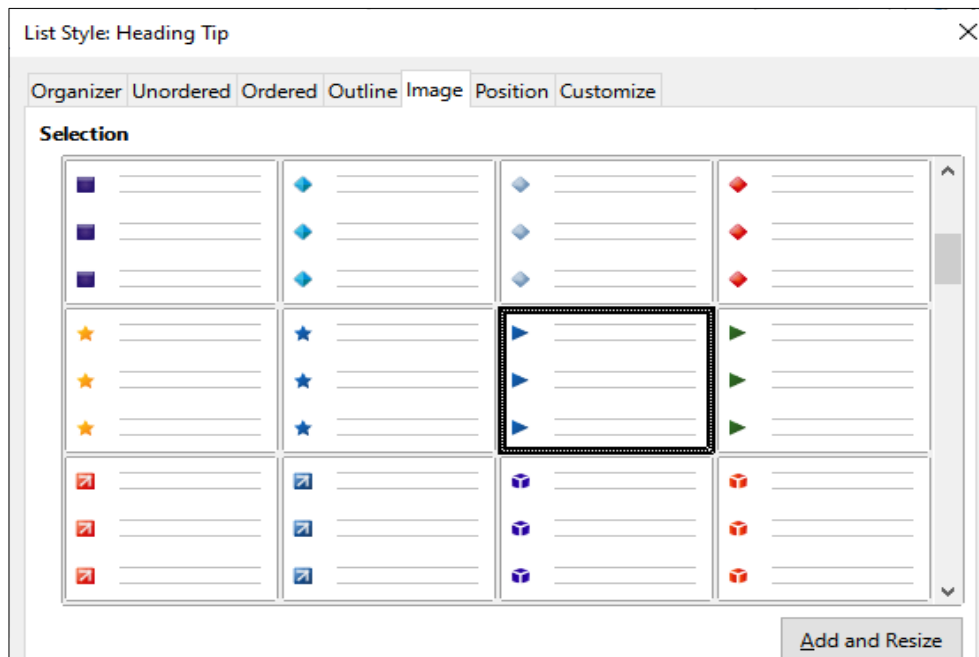 List Style: Heading Tip
Organizer Unordered Ordered Outline Image Position Customize
Selection
Add and Resize